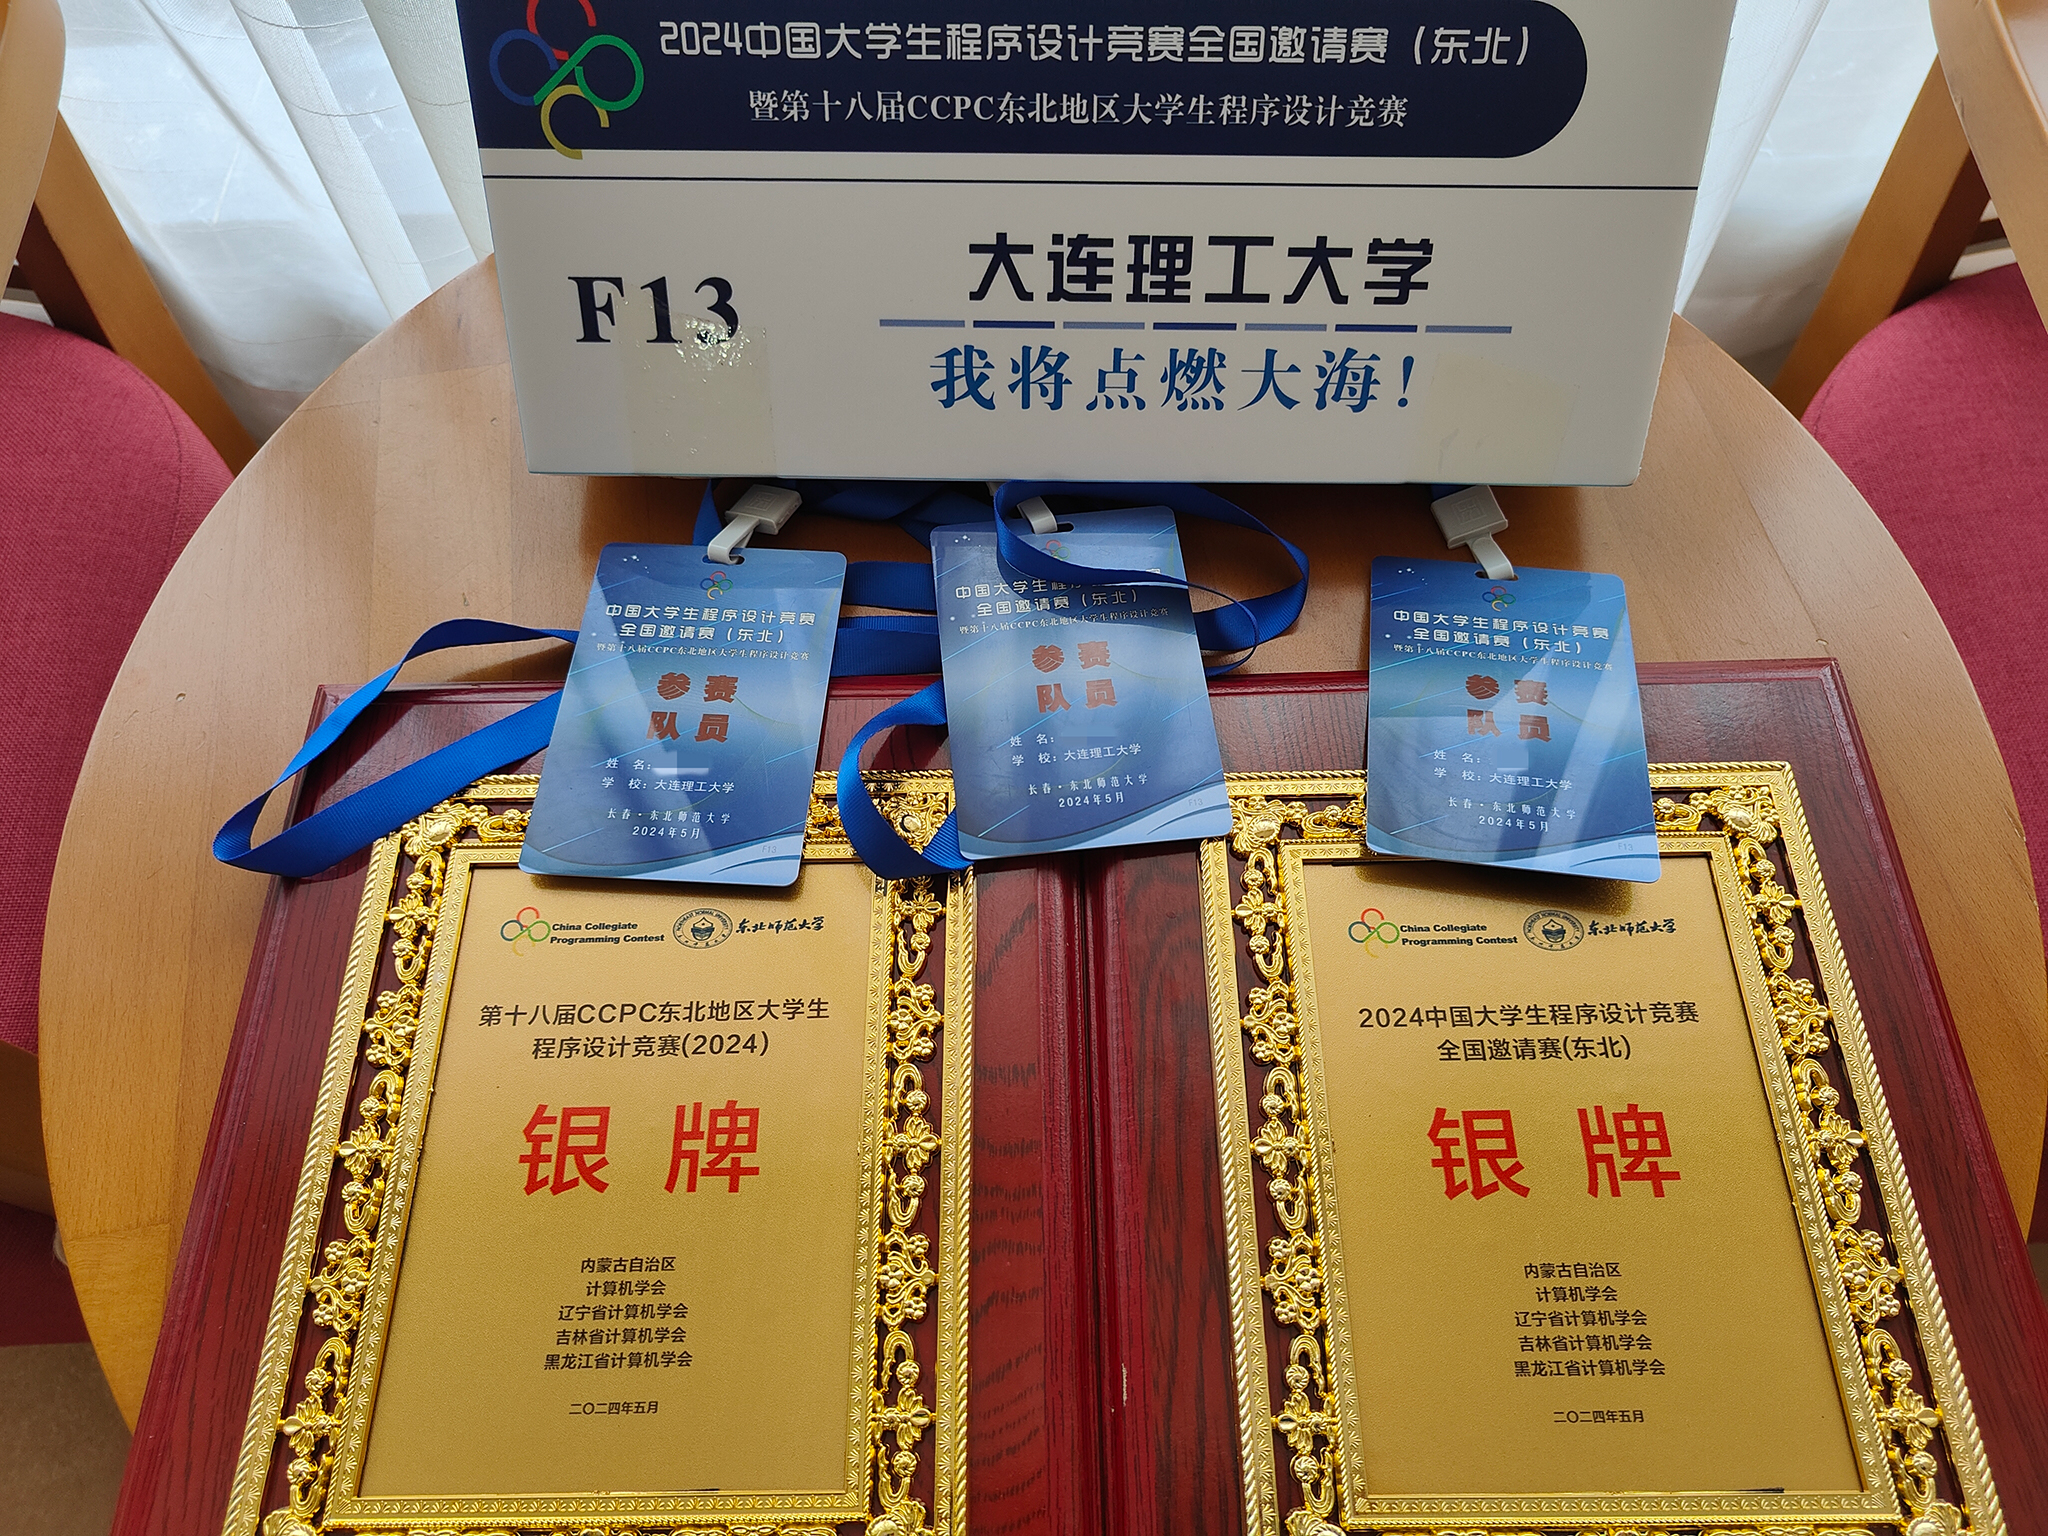 2024中国大学生程序设计竞赛全国邀请赛（东北）
暨第十八届CCPC东北地区大学生程序设计竞赛
F13
大连理工大学
我将点燃大海！
中国大学生程序设计竞赛
全国邀请赛（东北）
暨第十八届CCPC东北地区大学生程序设计竞赛
参赛
队员
姓 名：
学 校：大连理工大学
长春·东北师范大学
2024年5月
F13
中国大学生程
全国邀请赛（东北）
暨第十八届CCPC东北地区大学生程序设计竞赛
参赛
队员
姓 名：
学 校：大连理工大学
长春·东北师范大学
2024年5月
F13
中国大学生程序设计竞赛
全国邀请赛（东北）
暨第十八届CCPC东北地区大学生程序设计竞赛
参赛
队员
姓 名：
学 校：大连理工大学
长春·东北师范大学
2024年5月
F13
China Collegiate
Programming Contest
东北师范大学
第十八届CCPC东北地区大学生
程序设计竞赛(2024)
银牌
内蒙古自治区
计算机学会
辽宁省计算机学会
吉林省计算机学会
黑龙江省计算机学会
二〇二四年五月
China Collegiate
Programming Contest
东北师范大学
2024中国大学生程序设计竞赛
全国邀请赛(东北)
银牌
内蒙古自治区
计算机学会
辽宁省计算机学会
吉林省计算机学会
黑龙江省计算机学会
二〇二四年五月